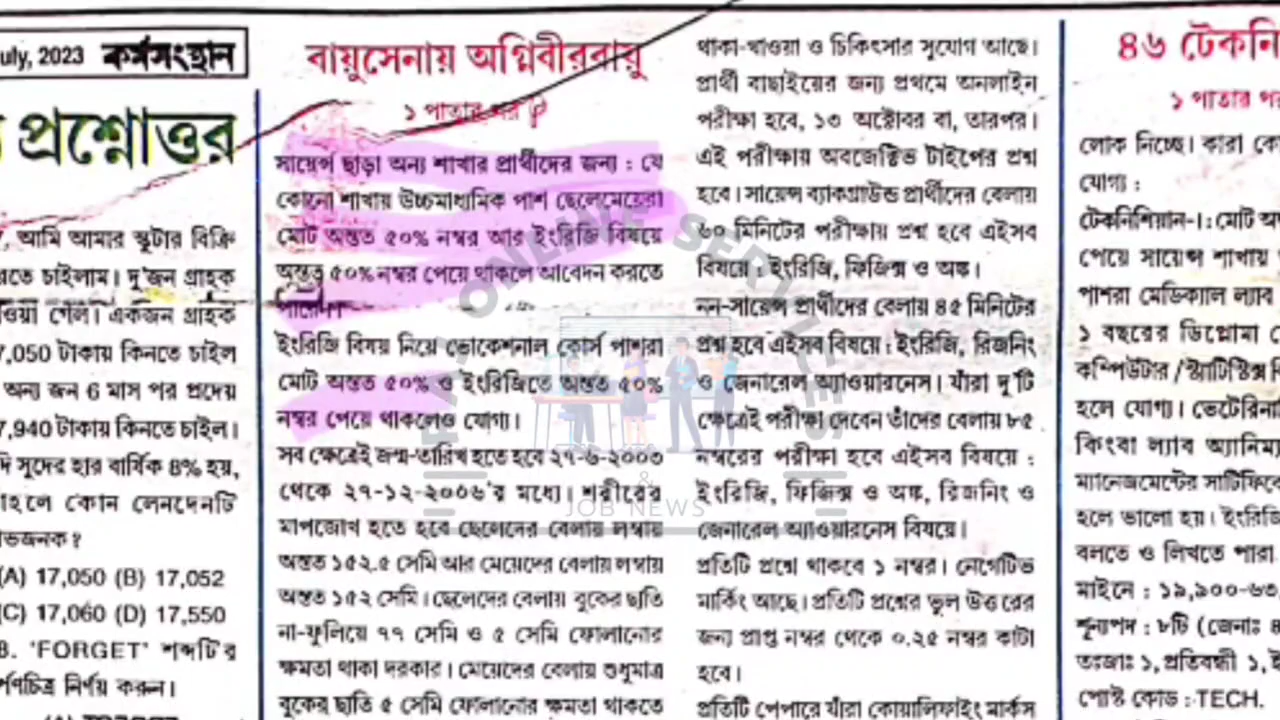 uly, 2023 কর্মসংস্থান
প্রশ্নোত্তর
আমি আমার স্কুটার বিক্রি
রতে চাইলাম। দু'জন গ্রাহক
ওয়া গেল। একজন গ্রাহক
7,050 টাকায় কিনতে চাইল
অন্য জন 6 মাস পর প্রদেয়
7,940 টাকায় কিনতে চাইল।
দি সুদের হার বার্ষিক 4% হয়,
াহলে কোন লেনদেনটি
ভজনক?
(A) 17,050 (B) 17,052
(C) 17,060 (D) 17,550
8. 'FORGET' শব্দটির
র্পণচিত্র নির্ণয় করুন।
বায়ুসেনায় অগ্নিবীরবায়ু
১ পাতার পর
সায়েন্স ছাড়া অন্য শাখার প্রার্থীদের জন্য : যে
কোনো শাখায় উচ্চমাধ্যমিক পাশ ছেলেমেয়েরা
মোট অন্তত ৫০% নম্বর আর ইংরিজি বিষয়ে
অন্তত ৫০% নম্বর পেয়ে থাকলে আবেদন করতে
পারেন।
ইংরিজি বিষয় নিয়ে ভোকেশনাল কোর্স পাশরা
মোট অন্তত ৫০% ও ইংরিজিতে অন্তত ৫০%
নম্বর পেয়ে থাকলেও যোগ্য।
সব ক্ষেত্রেই জন্ম-তারিখ হতে হবে ২৭-৬-২০০৩
থেকে ২৭-১২-২০০৬'র মধ্যে। শরীরের
মাপজোখ হতে হবে ছেলেদের বেলায় লম্বায়
অন্তত ১৫২.৫ সেমি আর মেয়েদের বেলায় লম্বায়
অন্তত ১৫২ সেমি। ছেলেদের বেলায় বুকের ছাতি
না-ফুলিয়ে ৭৭ সেমি ও ৫ সেমি ফোলানোর
ক্ষমতা থাকা দরকার। মেয়েদের বেলায় শুধুমাত্র
বুকের ছাতি ৫ সেমি ফোলানোর ক্ষমতা থাকতে
থাকা-খাওয়া ও চিকিৎসার সুযোগ আছে।
প্রার্থী বাছাইয়ের জন্য প্রথমে অনলাইন
পরীক্ষা হবে, ১৩ অক্টোবর বা, তারপর।
এই পরীক্ষায় অবজেক্টিভ টাইপের প্রশ্ন
হবে। সায়েন্স ব্যাকগ্রাউন্ড প্রার্থীদের বেলায়
৬০ মিনিটের পরীক্ষায় প্রশ্ন হবে এইসব
বিষয়ে : ইংরিজি, ফিজিক্স ও অঙ্ক।
নন-সায়েন্স প্রার্থীদের বেলায় ৪৫ মিনিটের
প্রশ্ন হবে এইসব বিষয়ে : ইংরিজি, রিজনিং
ও জেনারেল অ্যাওয়ারনেস। যাঁরা দু'টি
ক্ষেত্রেই পরীক্ষা দেবেন তাঁদের বেলায় ৮৫
নম্বরের পরীক্ষা হবে এইসব বিষয়ে :
ইংরিজি, ফিজিক্স ও অঙ্ক, রিজনিং ও
জেনারেল অ্যাওয়ারনেস বিষয়ে।
প্রতিটি প্রশ্নে থাকবে ১ নম্বর। নেগেটিভ
মার্কিং আছে। প্রতিটি প্রশ্নের ভুল উত্তরের
জন্য প্রাপ্ত নম্বর থেকে ০.২৫ নম্বর কাটা
হবে।
প্রতিটি পেপারে যাঁরা কোয়ালিফাইং মার্কস
৪৬ টেকনি
১ পাতার পর
লোক নিচ্ছে। কারা কো
যোগ্য :
টেকনিশিয়ান-I: মোট অ
পেয়ে সায়েন্স শাখায়
পাশরা মেডিক্যাল ল্যাব
১ বছরের ডিপ্লোমা
কম্পিউটার/স্ট্যাটিস্টিক্স
হলে যোগ্য। ভেটেরিনা
কিংবা ল্যাব অ্যানিম
ম্যানেজমেন্টের সার্টিফিকে
হলে ভালো হয়। ইংরিজি
বলতে ও লিখতে পারা
মাইনে : ১৯,৯০০-৬৩,
শূন্যপদ : ৮টি (জেনাঃ ৪
তঃজাঃ ১, প্রতিবন্ধী ১,
পোস্ট কোড : TECH.
ONLINE SERVICES
&
JOB NEWS